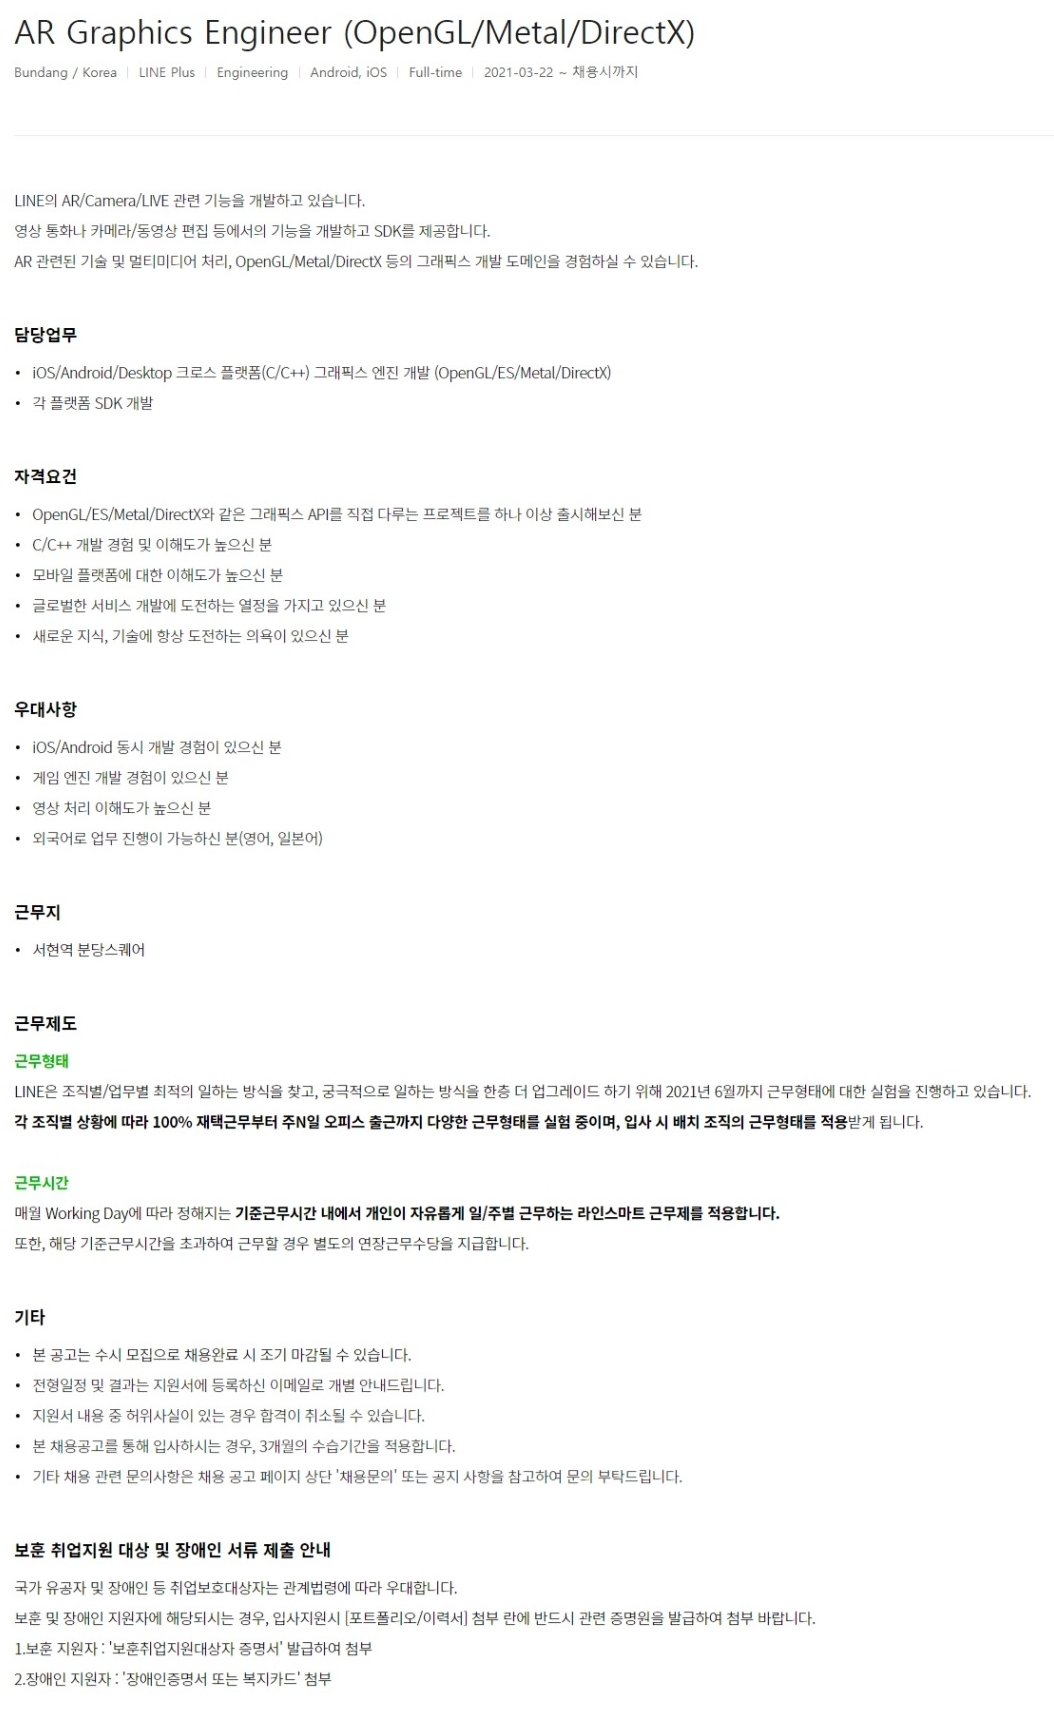 AR Graphics Engineer (OpenGL/Metal/DirectX)
Bundang / Korea | LINE Plus | Engineering | Android, iOS | Full-time | 2021-03-22 ~ 채용시까지
LINE의 AR/Camera/LIVE 관련 기능을 개발하고 있습니다.
영상 통화나 카메라/동영상 편집 등에서의 기능을 개발하고 SDK를 제공합니다.
AR 관련된 기술 및 멀티미디어 처리, OpenGL/Metal/DirectX 등의 그래픽스 개발 도메인을 경험하실 수 있습니다.
담당업무
• iOS/Android/Desktop 크로스 플랫폼(C/C++) 그래픽스 엔진 개발 (OpenGL/ES/Metal/DirectX)
• 각 플랫폼 SDK 개발
자격요건
• OpenGL/ES/Metal/DirectX와 같은 그래픽스 API를 직접 다루는 프로젝트를 하나 이상 출시해보신 분
• C/C++ 개발 경험 및 이해도가 높으신 분
• 모바일 플랫폼에 대한 이해도가 높으신 분
• 글로벌한 서비스 개발에 도전하는 열정을 가지고 있으신 분
• 새로운 지식, 기술에 항상 도전하는 의욕이 있으신 분
우대사항
• iOS/Android 동시 개발 경험이 있으신 분
• 게임 엔진 개발 경험이 있으신 분
• 영상 처리 이해도가 높으신 분
• 외국어로 업무 진행이 가능하신 분(영어, 일본어)
근무지
• 서현역 분당스퀘어
근무제도
근무형태
LINE은 조직별/업무별 최적의 일하는 방식을 찾고, 궁극적으로 일하는 방식을 한층 더 업그레이드 하기 위해 2021년 6월까지 근무형태에 대한 실험을 진행하고 있습니다.
각 조직별 상황에 따라 100% 재택근무부터 주N일 오피스 출근까지 다양한 근무형태를 실험 중이며, 입사 시 배치 조직의 근무형태를 적용받게 됩니다.
근무시간
매월 Working Day에 따라 정해지는 기준근무시간 내에서 개인이 자유롭게 일/주별 근무하는 라인스마트 근무제를 적용합니다.
또한, 해당 기준근무시간을 초과하여 근무할 경우 별도의 연장근무수당을 지급합니다.
기타
• 본 공고는 수시 모집으로 채용완료 시 조기 마감될 수 있습니다.
• 전형일정 및 결과는 지원서에 등록하신 이메일로 개별 안내드립니다.
• 지원서 내용 중 허위사실이 있는 경우 합격이 취소될 수 있습니다.
• 본 채용공고를 통해 입사하시는 경우, 3개월의 수습기간을 적용합니다.
• 기타 채용 관련 문의사항은 채용 공고 페이지 상단 '채용문의' 또는 공지 사항을 참고하여 문의 부탁드립니다.
보훈 취업지원 대상 및 장애인 서류 제출 안내
국가 유공자 및 장애인 등 취업보호대상자는 관계법령에 따라 우대합니다.
보훈 및 장애인 지원자에 해당되시는 경우, 입사지원시 [포트폴리오/이력서] 첨부 란에 반드시 관련 증명원을 발급하여 첨부 바랍니다.
1.보훈 지원자 : '보훈취업지원대상자 증명서' 발급하여 첨부
2.장애인 지원자 : '장애인증명서 또는 복지카드' 첨부